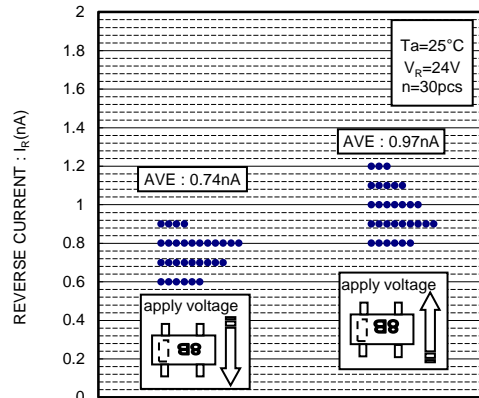 2
1.8
1.6
1.4
1.2
1
0.8
0.6
0.4
0.2
0
REVERSE CURRENT : IR(nA)
Ta=25°C
VR=24V
n=30pcs
AVE : 0.74nA
AVE : 0.97nA
apply voltage
8B
apply voltage
8B